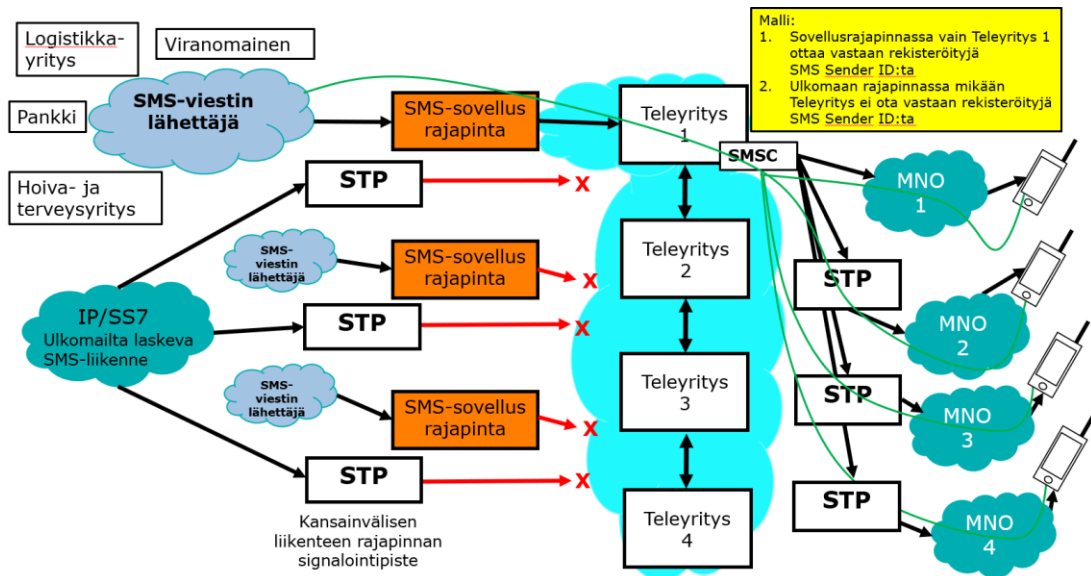 Logistikka-
yritys
Viranomainen
Pankki
SMS-viestin
lähettäjä
Hoiva- ja
terveysyritys
SMS-sovellus
rajapinta
STP
X
SMS-
viestin
lähettäjä
SMS-sovellus
rajapinta
X
IP/SS7
Ulkomailta laskeva
SMS-liikenne
STP
X
SMS-
viestin
lähettäjä
SMS-sovellus
rajapinta
X
STP
X
Kansainvälisen
liikenteen rajapinnan
signalointipiste
Teleyritys
1
SMSC
Teleyritys
2
Teleyritys
3
Teleyritys
4
Malli:
1. Sovellusrajapinnassa vain Teleyritys 1
ottaa vastaan rekisteröityjä
SMS Sender ID:ta
2. Ulkomaan rajapinnassa mikään
Teleyritys ei ota vastaan rekisteröityjä
SMS Sender ID:ta
MNO
1
STP
MNO
2
STP
MNO
3
STP
MNO
4